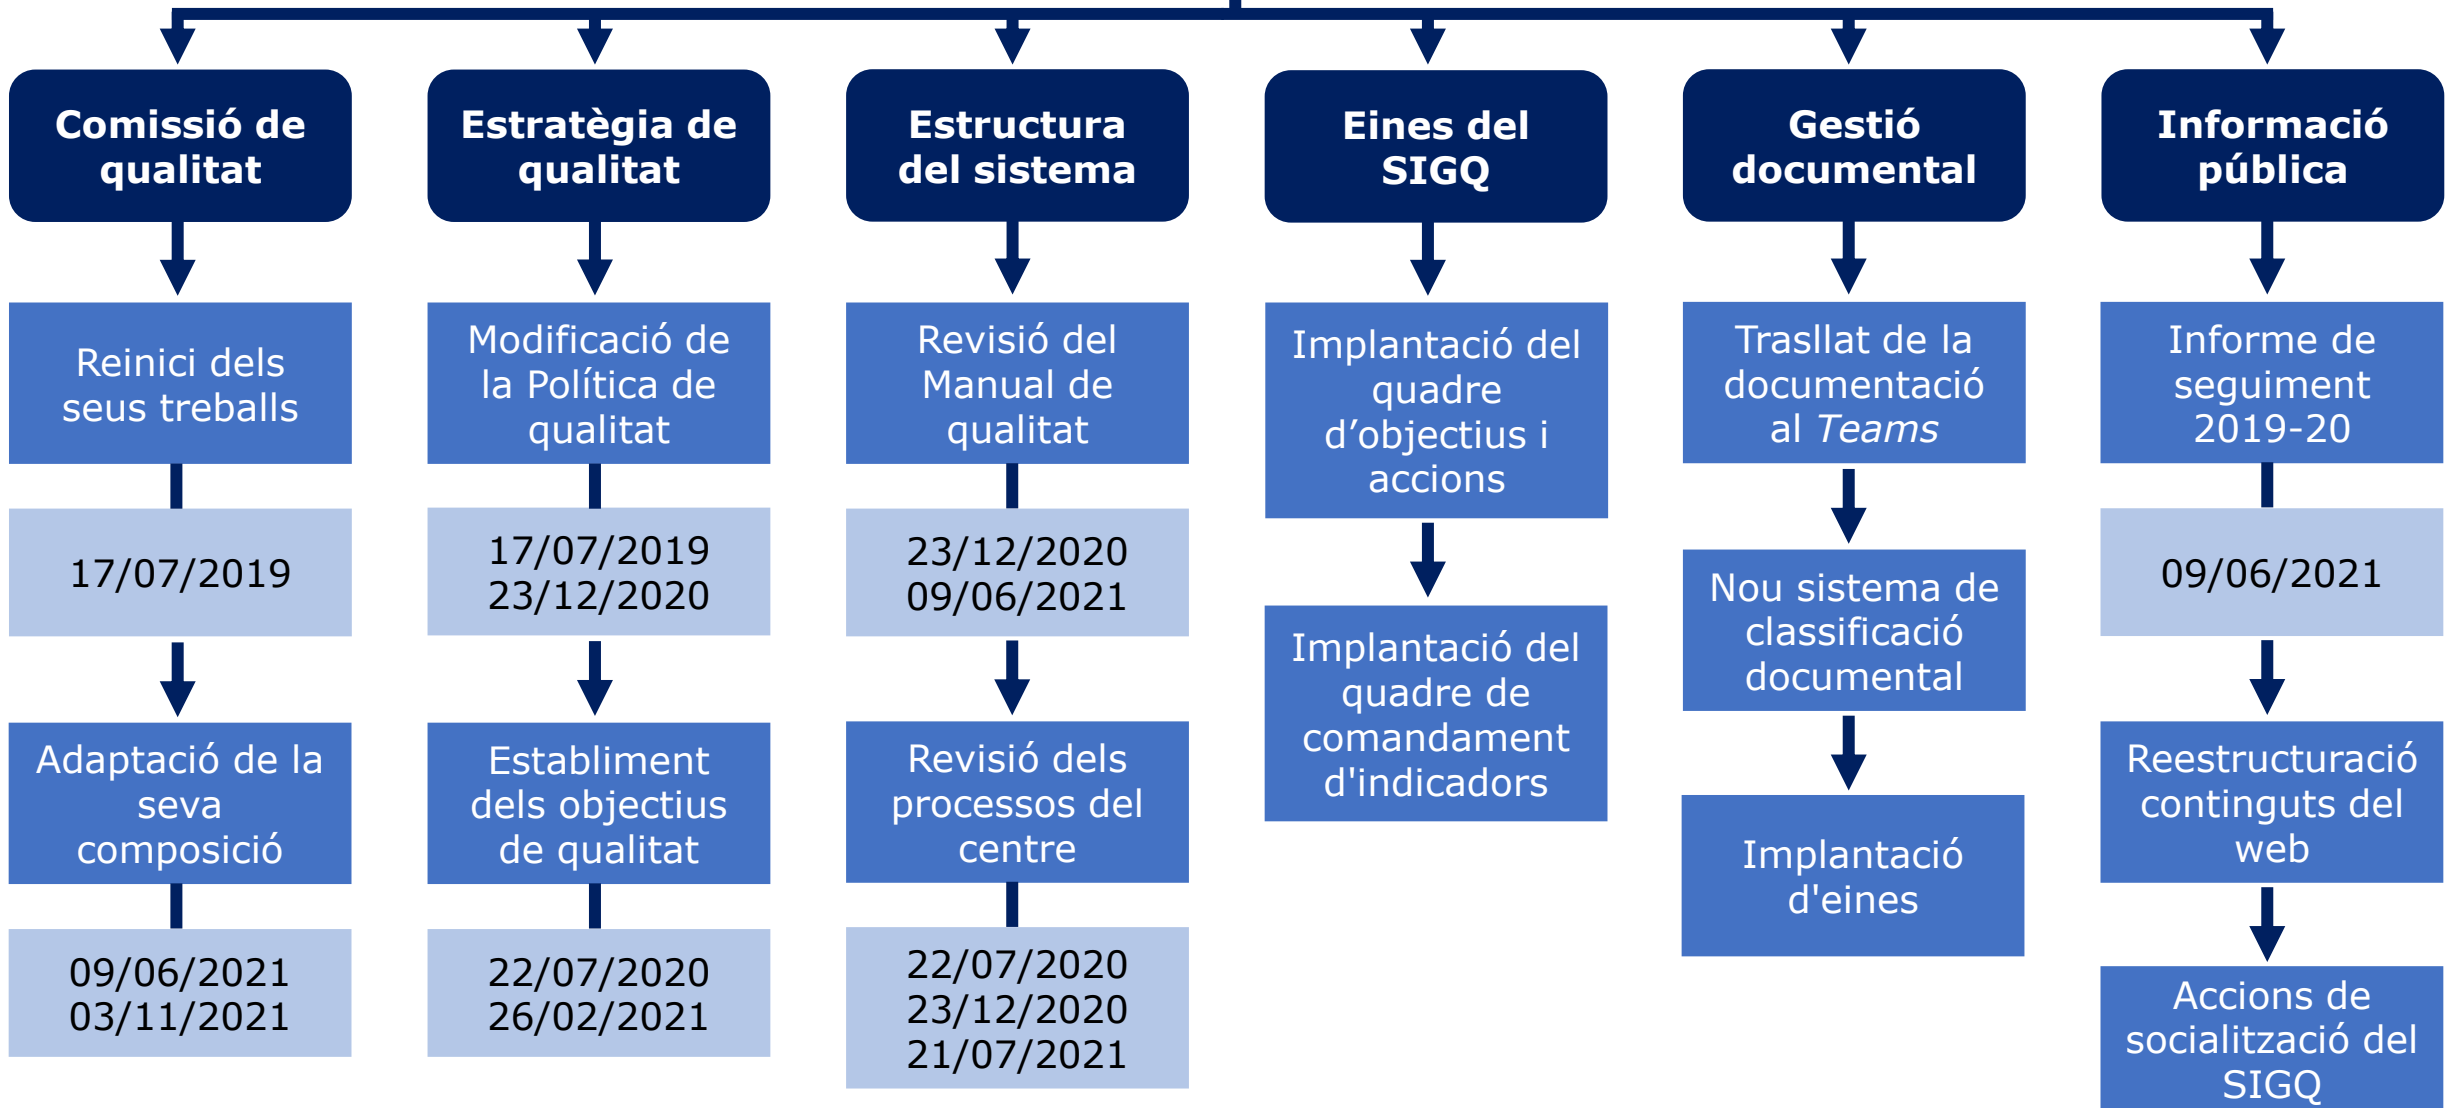 Comissió de
qualitat
Reinici dels
seus treballs
17/07/2019
Adaptació de la
seva
composició
09/06/2021
03/11/2021
Estratègia de
qualitat
Modificació de
la Política de
qualitat
17/07/2019
23/12/2020
Establiment
dels objectius
de qualitat
22/07/2020
26/02/2021
Estructura
del sistema
Revisió del
Manual de
qualitat
23/12/2020
09/06/2021
Revisió dels
processos del
centre
22/07/2020
23/12/2020
21/07/2021
Eines del
SIGQ
Implantació del
quadre
d’objectius i
accions
Implantació del
quadre de
comandament
d'indicadors
Gestió
documental
Trasllat de la
documentació
al Teams
Nou sistema de
classificació
documental
Implantació
d'eines
Informació
pública
Informe de
seguiment
2019-20
09/06/2021
Reestructuració
continguts del
web
Accions de
socialització del
SIGQ